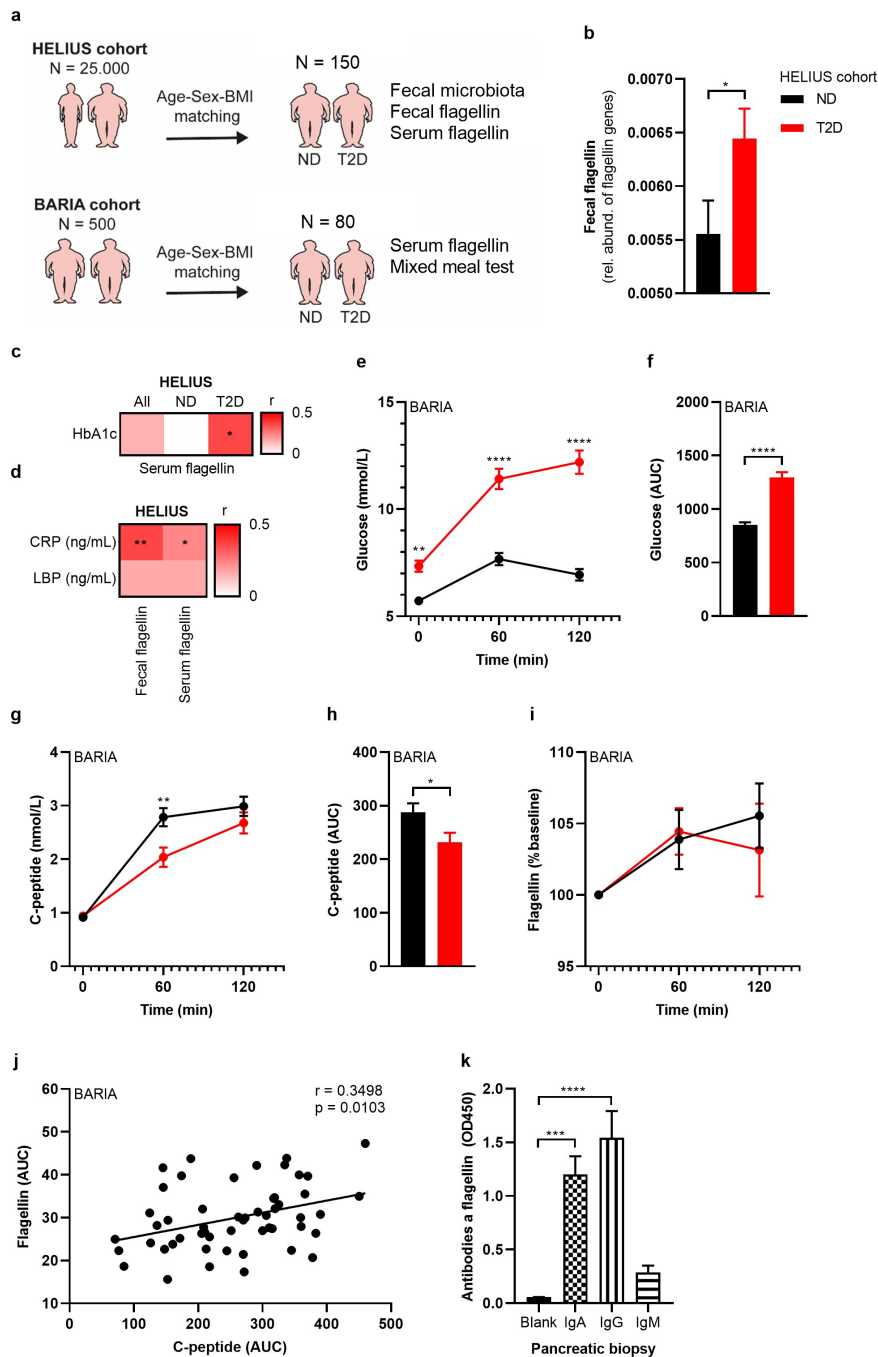 a
HELIUS cohort
N = 25.000
Age-Sex-BMI
matching
N = 150
ND T2D
Fecal microbiota
Fecal flagellin
Serum flagellin
BARIA cohort
N = 500
Age-Sex-BMI
matching
N = 80
ND T2D
Serum flagellin
Mixed meal test
b
Fecal flagellin
(rel. abund. of flagellin genes)
0.0070
0.0065
0.0060
0.0055
0.0050
*
HELIUS cohort
ND
T2D
c
HELIUS
All ND T2D r
HbA1c
*
0.5
0
Serum flagellin
d
HELIUS
r
CRP (ng/mL)
** *
LBP (ng/mL)
0.5
0
Fecal flagellin
Serum flagellin
e
BARIA
Glucose (mmol/L)
15
10
5
** **** ****
0 60 120
Time (min)
f
BARIA
Glucose (AUC)
2000
1500
1000
500
0
****
g
BARIA
C-peptide (nmol/L)
4
3
2
1
0
**
0 60 120
Time (min)
h
BARIA
C-peptide (AUC)
400
300
200
100
0
*
i
BARIA
Flagellin (%baseline)
110
105
100
95
0 60 120
Time (min)
j
BARIA
r = 0.3498
p = 0.0103
Flagellin (AUC)
60
50
40
30
20
10
0 100 200 300 400 500
C-peptide (AUC)
k
Antibodies a flagellin (OD450)
2.0
1.5
1.0
0.5
0.0
****
***
Blank IgA IgG IgM
Pancreatic biopsy